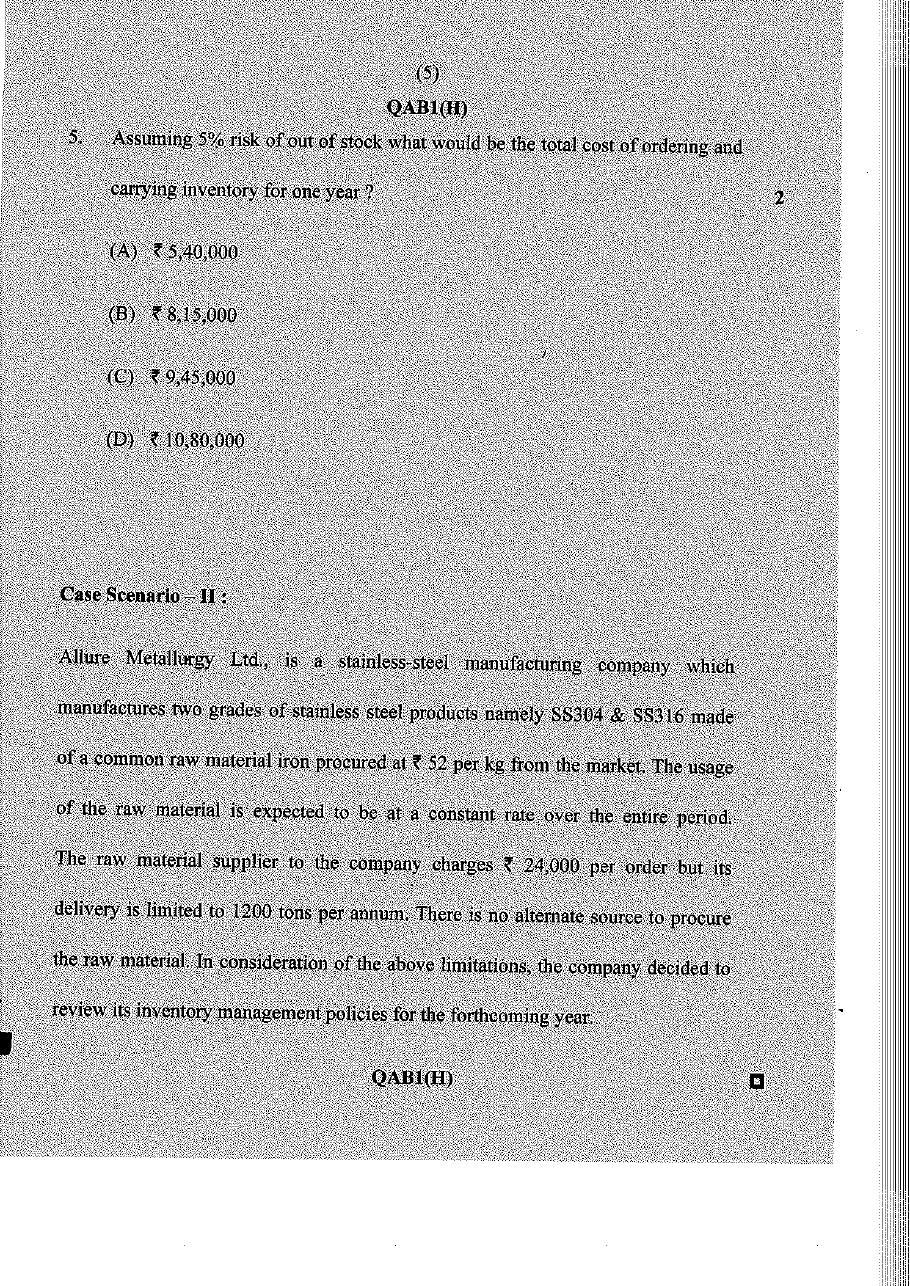 (5)
QAB1(H)
5. Assuming 5% risk of out of stock what would be the total cost of ordering and
carrying inventory for one year ?
2
(A) ₹ 5,40,000
(B) ₹ 8,15,000
(C) ₹ 9,45,000
(D) ₹ 10,80,000
Case Scenario – II :
Allure Metallurgy Ltd., is a stainless-steel manufacturing company which
manufactures two grades of stainless steel products namely SS304 & SS316 made
of a common raw material iron procured at ₹ 52 per kg from the market. The usage
of the raw material is expected to be at a constant rate over the entire period.
The raw material supplier to the company charges ₹ 24,000 per order but its
delivery is limited to 1200 tons per annum. There is no alternate source to procure
the raw material. In consideration of the above limitations, the company decided to
review its inventory management policies for the forthcoming year.
QAB1(H)